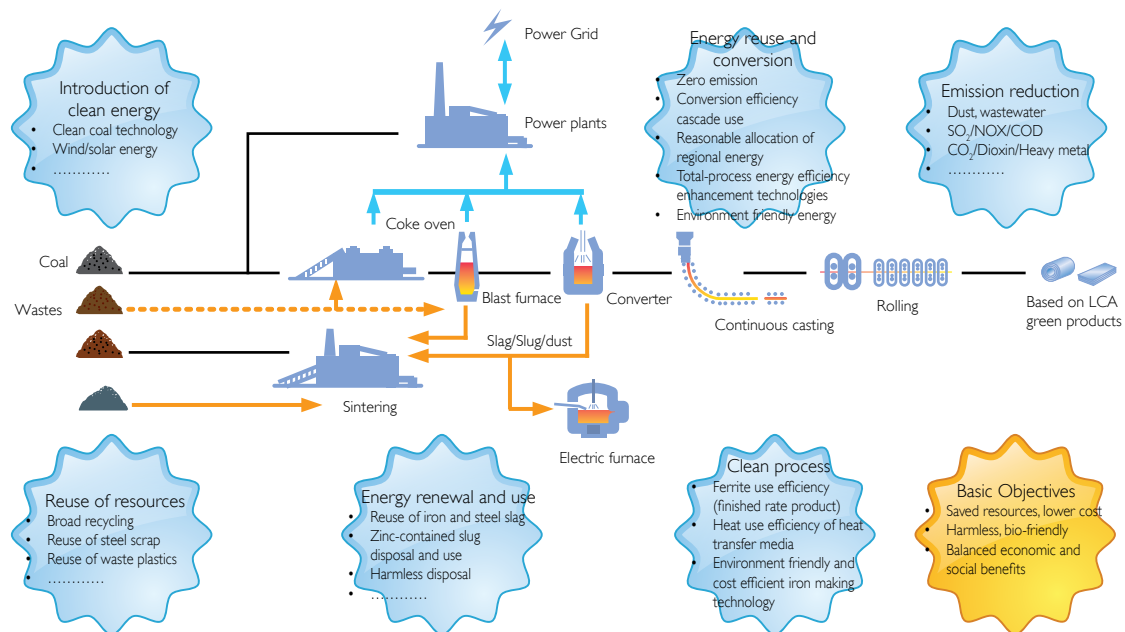 Introduction of
clean energy
• Clean coal technology
• Wind/solar energy
• …………
Power Grid
Power plants
Energy reuse and
conversion
• Zero emission
• Conversion efficiency
cascade use
• Reasonable allocation of
regional energy
• Total-process energy efficiency
enhancement technologies
• Environment friendly energy
Emission reduction
• Dust, wastewater
• SO₂/NOX/COD
• CO₂/Dioxin/Heavy metal
• …………
Coal
Wastes
Coke oven
Blast furnace
Converter
Continuous casting
Rolling
Based on LCA
green products
Slag/Slug/dust
Sintering
Electric furnace
Reuse of resources
• Broad recycling
• Reuse of steel scrap
• Reuse of waste plastics
• …………
Energy renewal and use
• Reuse of iron and steel slag
• Zinc-contained slug
disposal and use
• Harmless disposal
• …………
Clean process
• Ferrite use efficiency
(finished rate product)
• Heat use efficiency of heat
transfer media
• Environment friendly and
cost efficient iron making
technology
Basic Objectives
• Saved resources, lower cost
• Harmless, bio-friendly
• Balanced economic and
social benefits